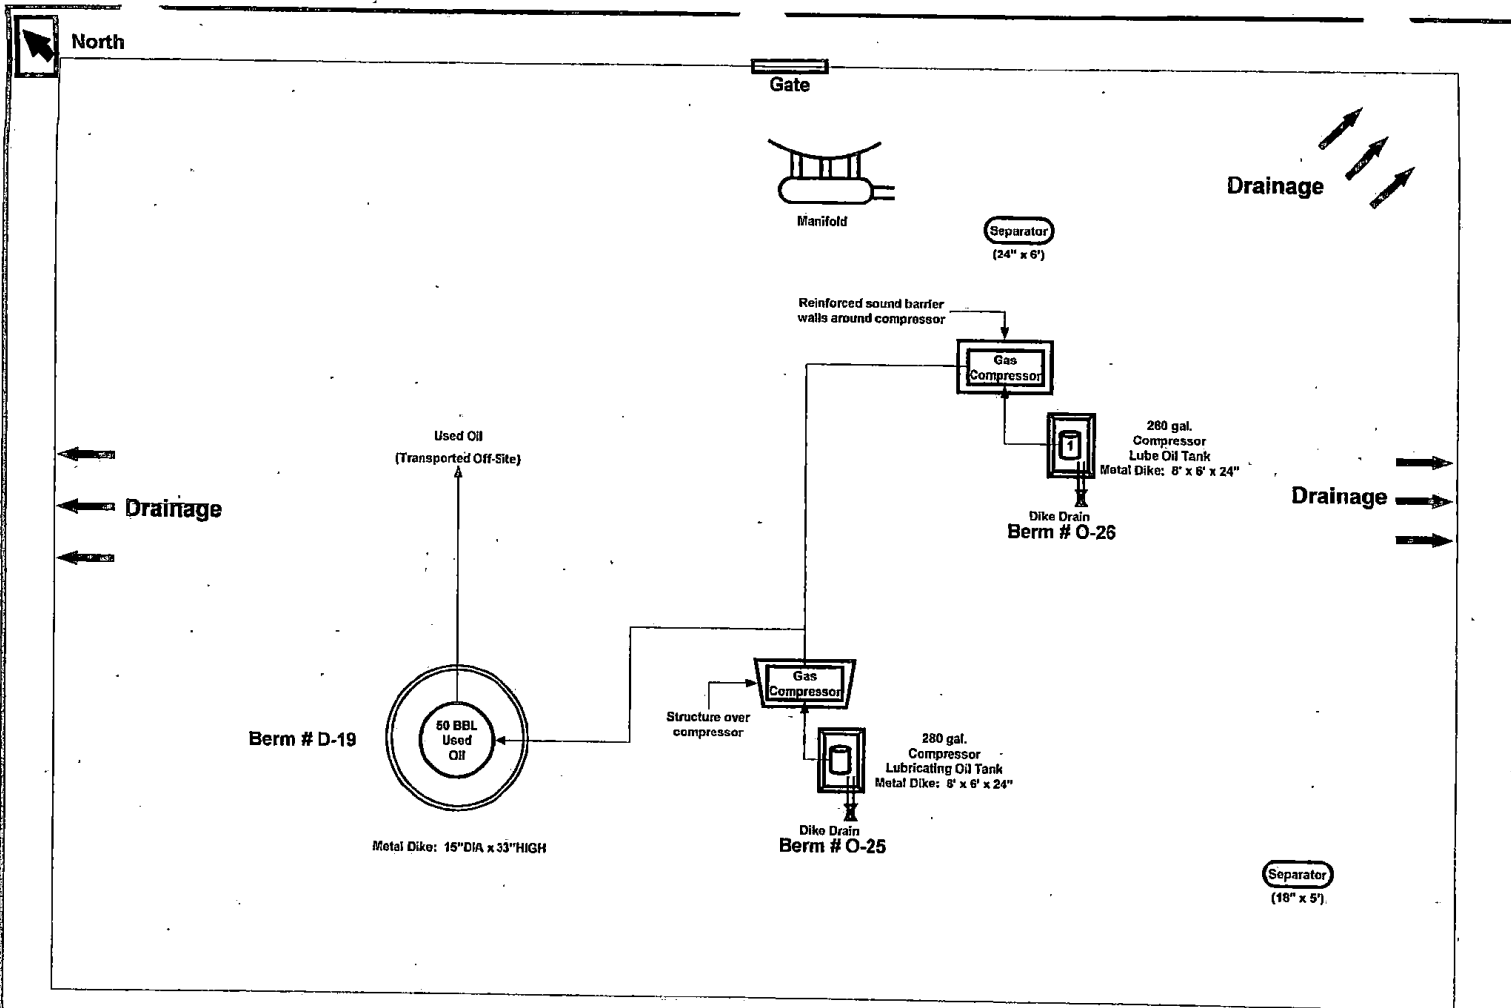 North
Gate
Drainage
Manifold
Separator
(24" x 6')
Reinforced sound barrier
walls around compressor
Gas
Compressor
1
280 gal.
Compressor
Lube Oil Tank
Metal Dike: 8' x 6' x 24"
Dike Drain
Berm # O-26
Used Oil
(Transported Off-Site)
Drainage
Drainage
Gas
Compressor
Structure over
compressor
50 BBL
Used
Oil
Berm # D-19
Metal Dike: 15"DIA x 33"HIGH
280 gal.
Compressor
Lubricating Oil Tank
Metal Dike: 8' x 6' x 24"
Dike Drain
Berm # O-25
Separator
(18" x 5')